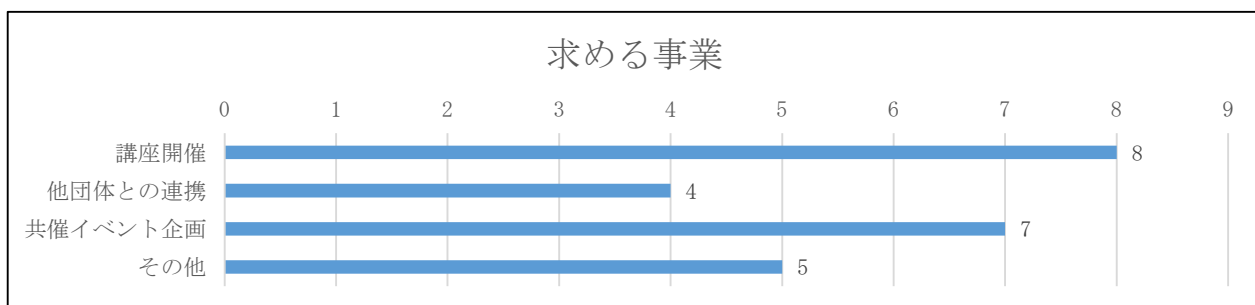 求める事業
0 1 2 3 4 5 6 7 8 9
講座開催 8
他団体との連携 4
共催イベント企画 7
その他 5